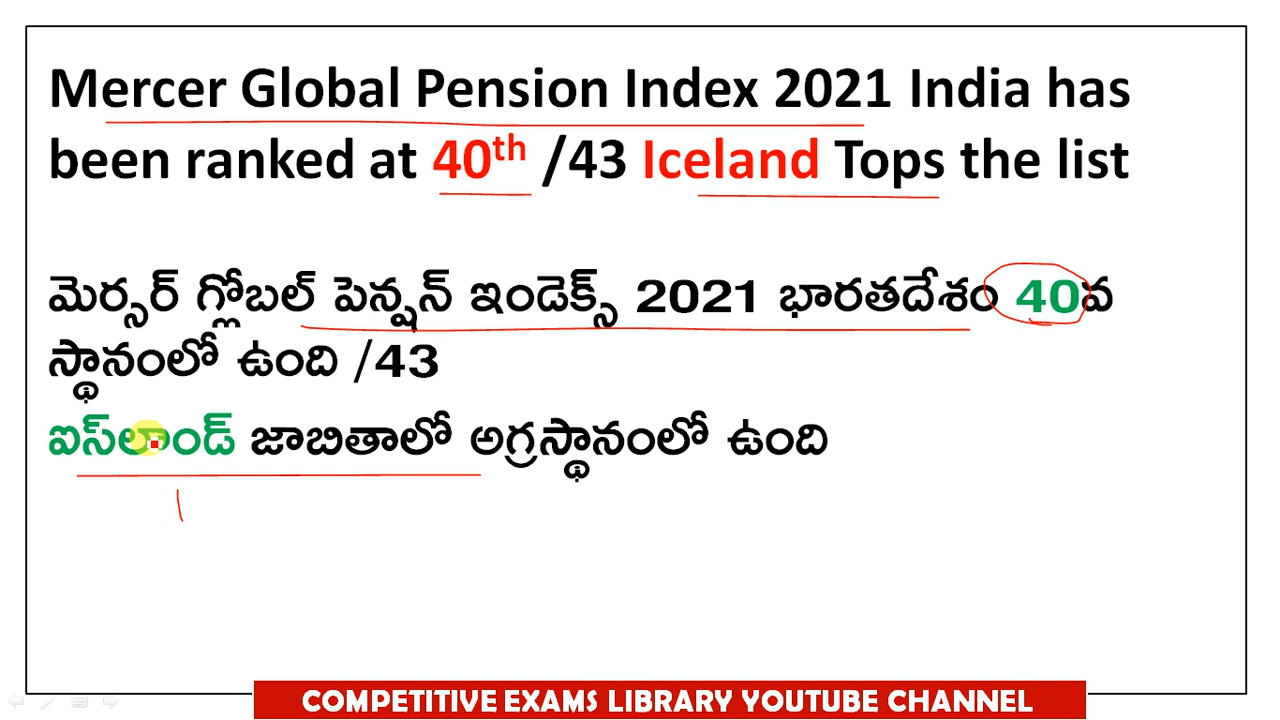 Mercer Global Pension Index 2021 India has
been ranked at 40th /43 Iceland Tops the list
మెర్సర్ గ్లోబల్ పెన్షన్ ఇండెక్స్ 2021 భారతదేశం 40వ
స్థానంలో ఉంది /43
ఐస్‌లాండ్ జాబితాలో అగ్రస్థానంలో ఉంది
COMPETITIVE EXAMS LIBRARY YOUTUBE CHANNEL